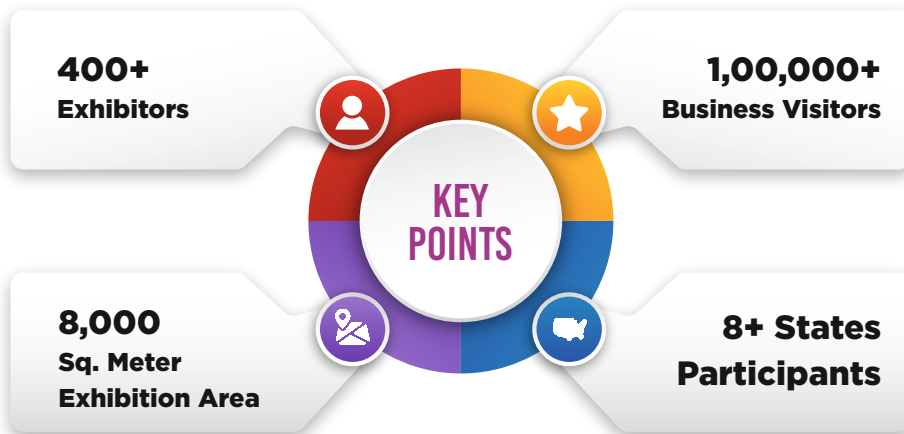 400+
Exhibitors
1,00,000+
Business Visitors
KEY
POINTS
8,000
Sq. Meter
Exhibition Area
8+ States
Participants